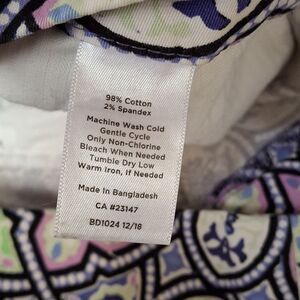 98% Cotton
2% Spandex
Machine Wash Cold
Gentle Cycle
Only Non-Chlorine
Bleach When Needed
Tumble Dry Low
Warm Iron, If Needed
Made In Bangladesh
CA #23147
BD1024 12/18